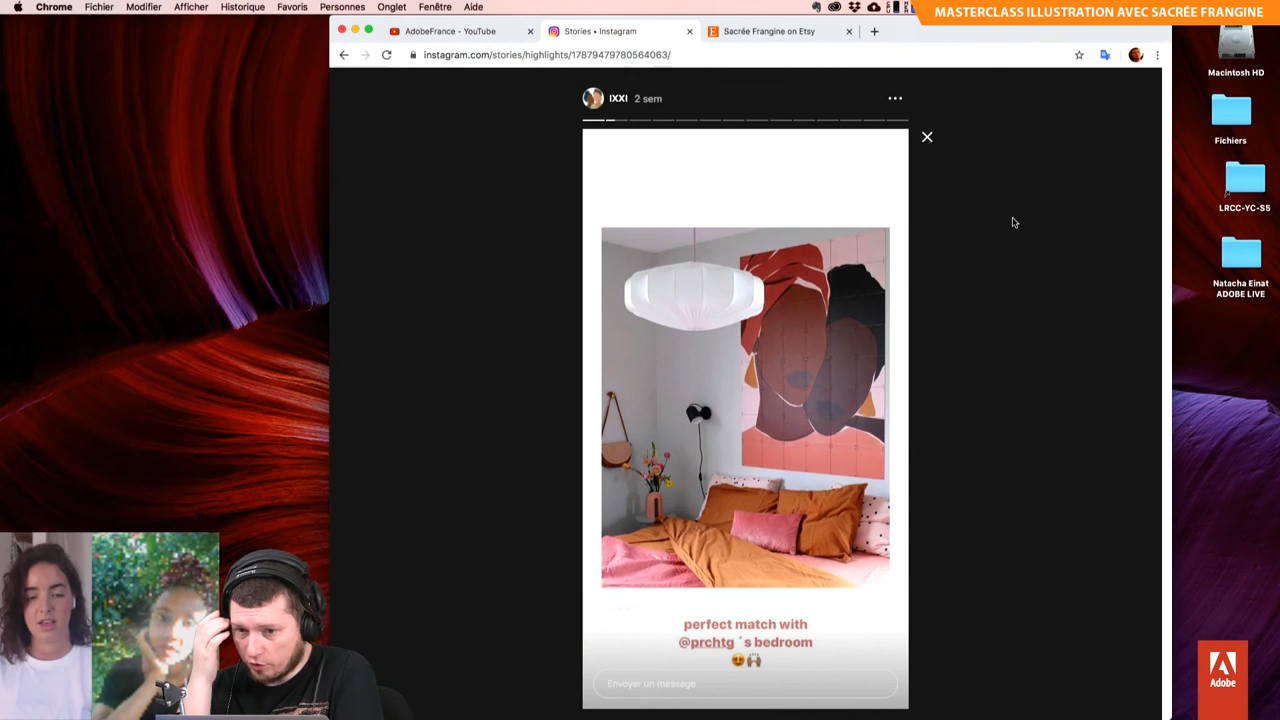 Chrome Fichier Modifier Afficher Historique Favoris Personnes Onglet Fenêtre Aide
MASTERCLASS ILLUSTRATION AVEC SACRÉE FRANGINE
AdobeFrance - YouTube
Stories • Instagram
Sacrée Frangine on Etsy
instagram.com/stories/highlights/17879479780564063/
Macintosh HD
Fichiers
LRCC-YC-S5
Natacha Einat
ADOBE LIVE
IXXI 2 sem
perfect match with
@prchtg ´s bedroom
😍🙌🏽
Envoyer un message
Adobe